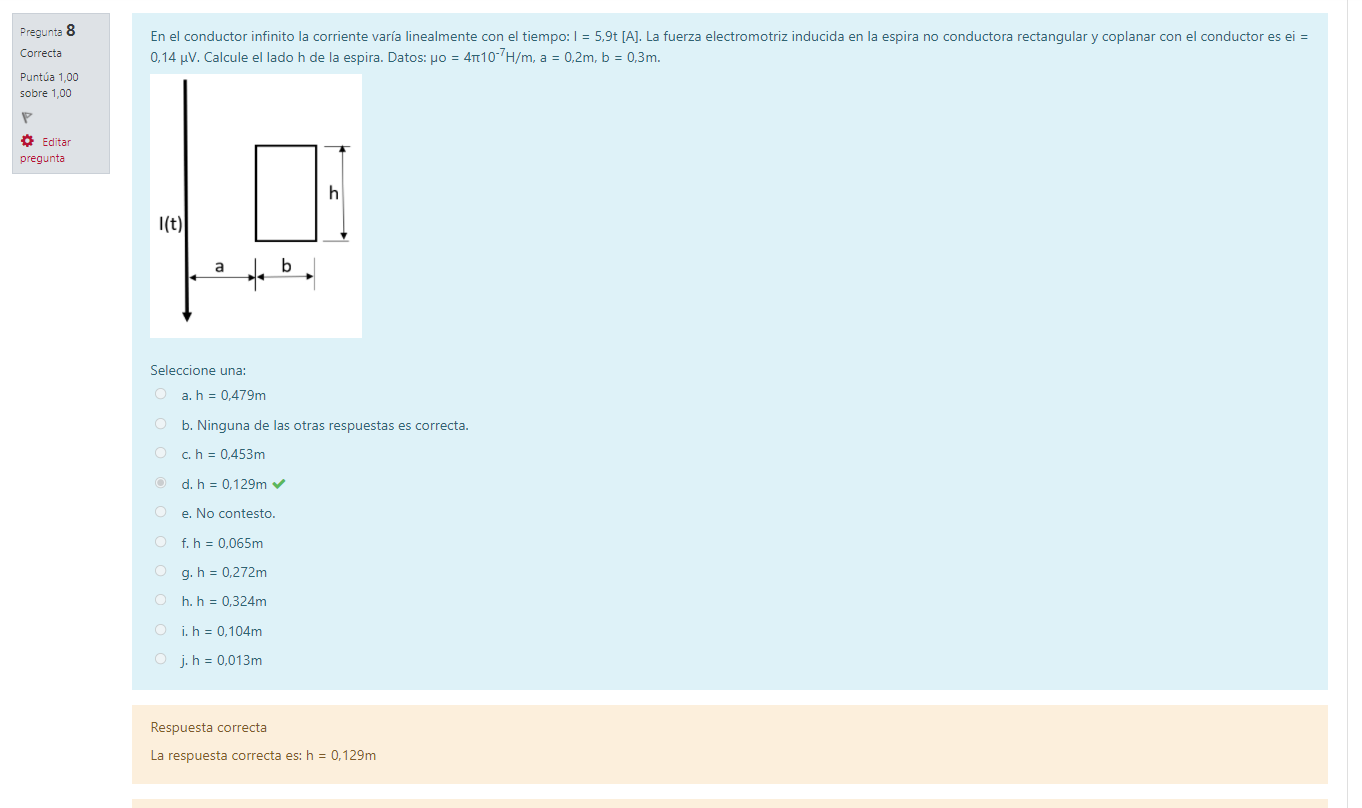 Pregunta 8
Correcta
Puntúa 1,00
sobre 1,00
Editar
pregunta
En el conductor infinito la corriente varía linealmente con el tiempo: I = 5,9t [A]. La fuerza electromotriz inducida en la espira no conductora rectangular y coplanar con el conductor es ei =
0,14 µV. Calcule el lado h de la espira. Datos: µo = 4π10⁻⁷H/m, a = 0,2m, b = 0,3m.
h
I(t)
a
b
Seleccione una:
a. h = 0,479m
b. Ninguna de las otras respuestas es correcta.
c. h = 0,453m
d. h = 0,129m
e. No contesto.
f. h = 0,065m
g. h = 0,272m
h. h = 0,324m
i. h = 0,104m
j. h = 0,013m
Respuesta correcta
La respuesta correcta es: h = 0,129m